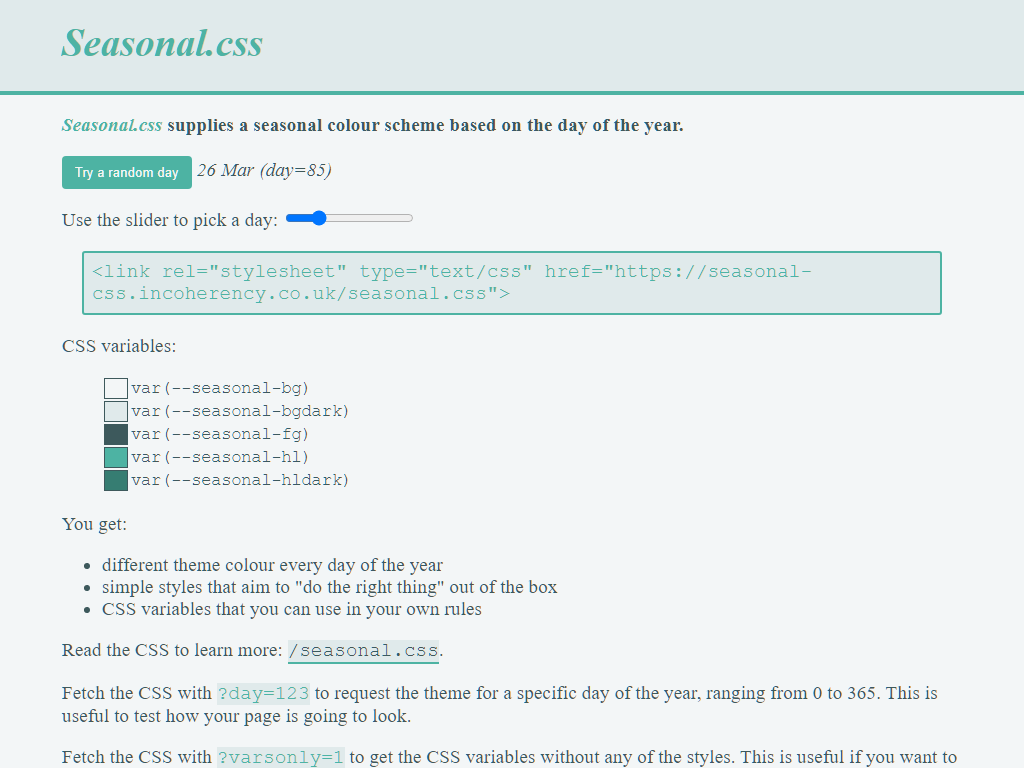 Seasonal.css
Seasonal.css supplies a seasonal colour scheme based on the day of the year.
Try a random day 26 Mar (day=85)
Use the slider to pick a day:
<link rel="stylesheet" type="text/css" href="https://seasonal-
css.incoherency.co.uk/seasonal.css">
CSS variables:
var(--seasonal-bg)
var(--seasonal-bgdark)
var(--seasonal-fg)
var(--seasonal-hl)
var(--seasonal-hldark)
You get:
• different theme colour every day of the year
• simple styles that aim to "do the right thing" out of the box
• CSS variables that you can use in your own rules
Read the CSS to learn more: /seasonal.css.
Fetch the CSS with ?day=123 to request the theme for a specific day of the year, ranging from 0 to 365. This is
useful to test how your page is going to look.
Fetch the CSS with ?varsonly=1 to get the CSS variables without any of the styles. This is useful if you want to